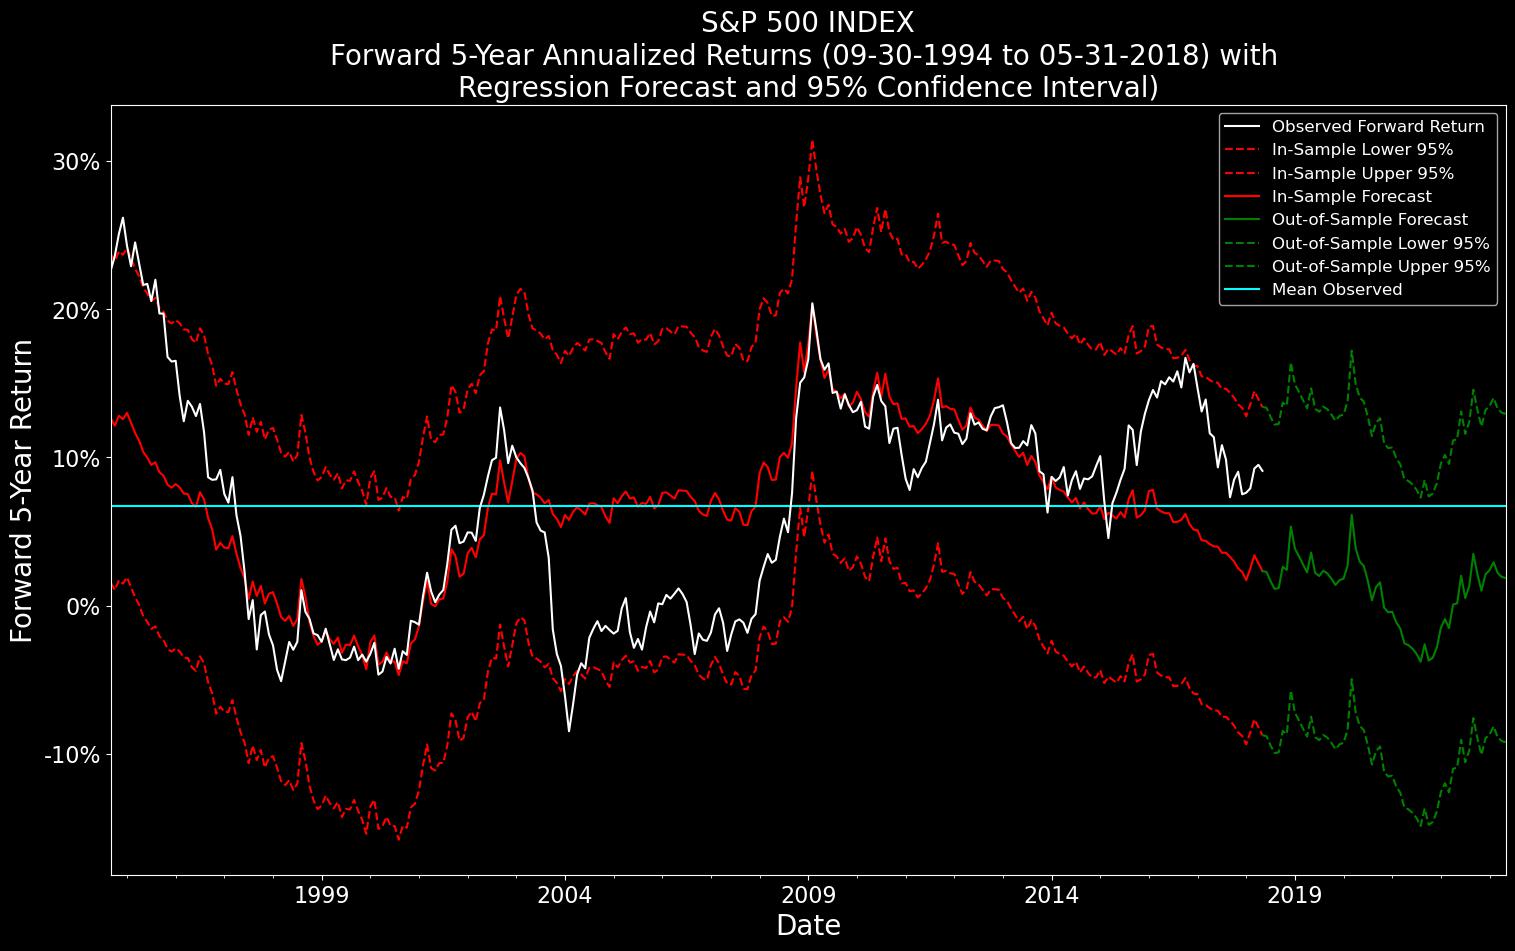 S&P 500 INDEX
Forward 5-Year Annualized Returns (09-30-1994 to 05-31-2018) with
Regression Forecast and 95% Confidence Interval)
Observed Forward Return
In-Sample Lower 95%
In-Sample Upper 95%
In-Sample Forecast
Out-of-Sample Forecast
Out-of-Sample Lower 95%
Out-of-Sample Upper 95%
Mean Observed
Forward 5-Year Return
30%
20%
10%
0%
-10%
1999
2004
2009
2014
2019
Date